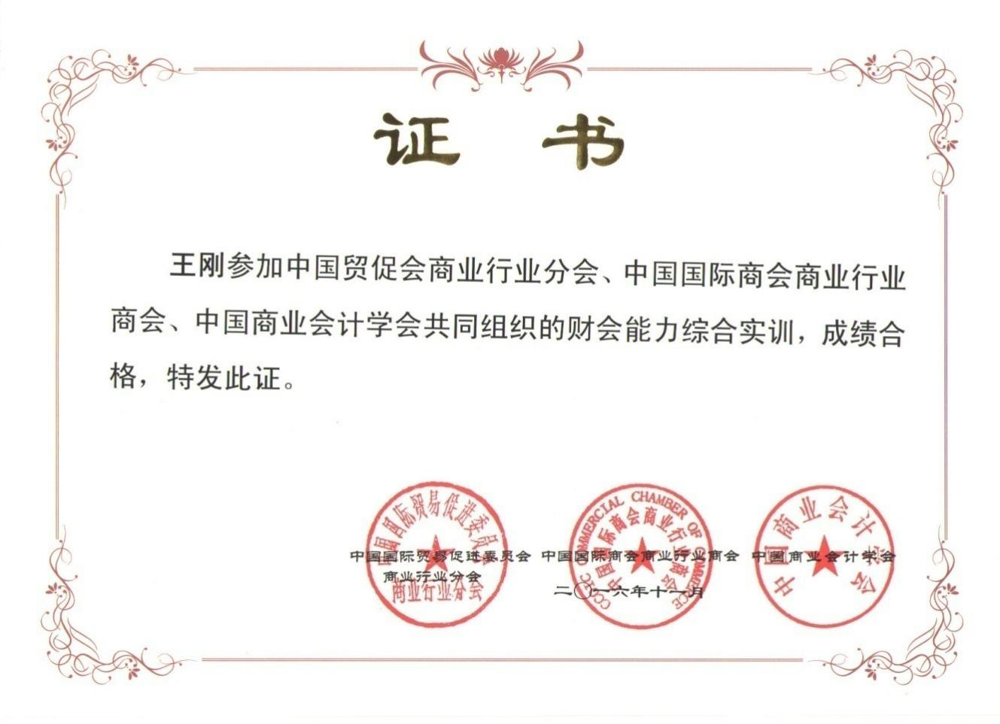 证 书
王刚参加中国贸促会商业行业分会、中国国际商会商业行业
商会、中国商业会计学会共同组织的财会能力综合实训，成绩合
格，特发此证。
中国国际贸易促进委员会
商业行业分会
中国国际商会商业行业商会
二〇一六年十一月
中国商业会计学会
中国国际贸易促进委员会
商业行业分会
CCOIC COMMERCIAL CHAMBER OF COMMERCE
中国国际商会商业行业商会
中国商业会计学会